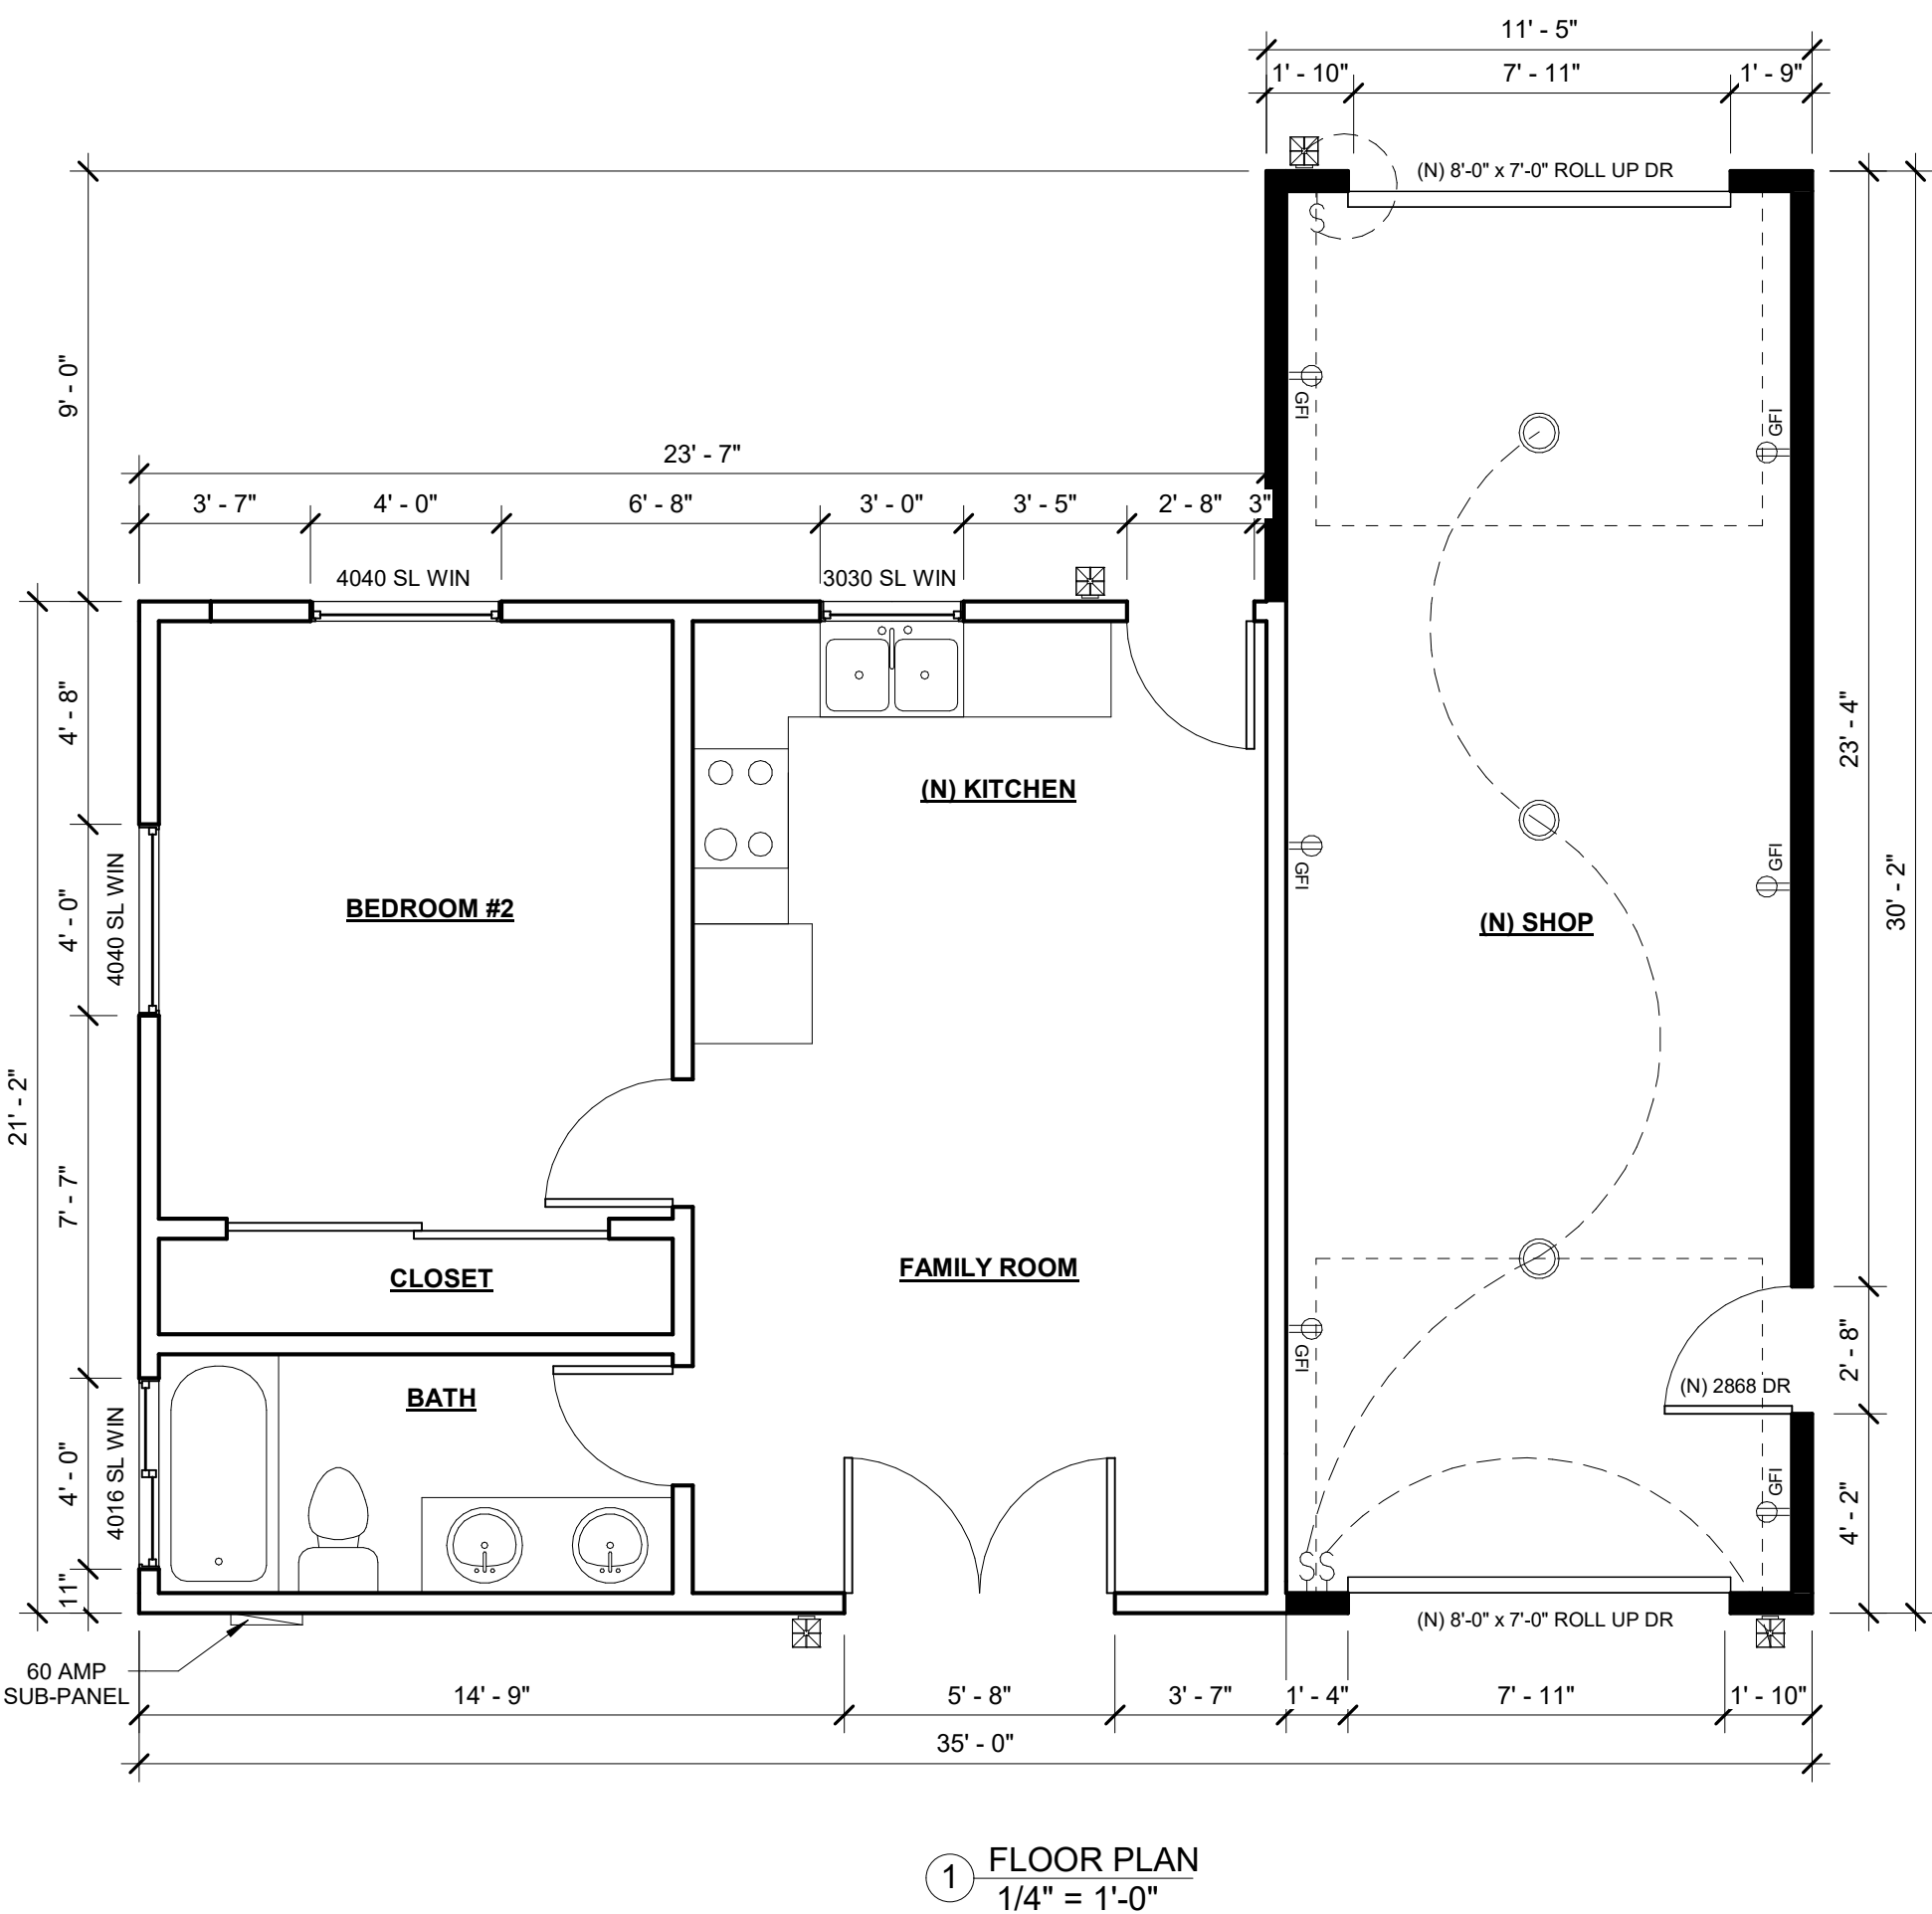 11' - 5"
1' - 10" 7' - 11" 1' - 9"
(N) 8'-0" x 7'-0" ROLL UP DR
S
9' - 0"
GFI
GFI
23' - 7"
3' - 7" 4' - 0" 6' - 8" 3' - 0" 3' - 5" 2' - 8" 3"
4040 SL WIN
3030 SL WIN
4' - 8"
23' - 4"
(N) KITCHEN
4' - 0"
4040 SL WIN
BEDROOM #2
GFI
GFI
(N) SHOP
30' - 2"
21' - 2"
7' - 7"
CLOSET
FAMILY ROOM
GFI
2' - 8"
(N) 2868 DR
BATH
4' - 0"
4016 SL WIN
GFI
4' - 2"
11"
SS
(N) 8'-0" x 7'-0" ROLL UP DR
60 AMP
SUB-PANEL
14' - 9" 5' - 8" 3' - 7" 1' - 4" 7' - 11" 1' - 10"
35' - 0"
1 FLOOR PLAN
1/4" = 1'-0"